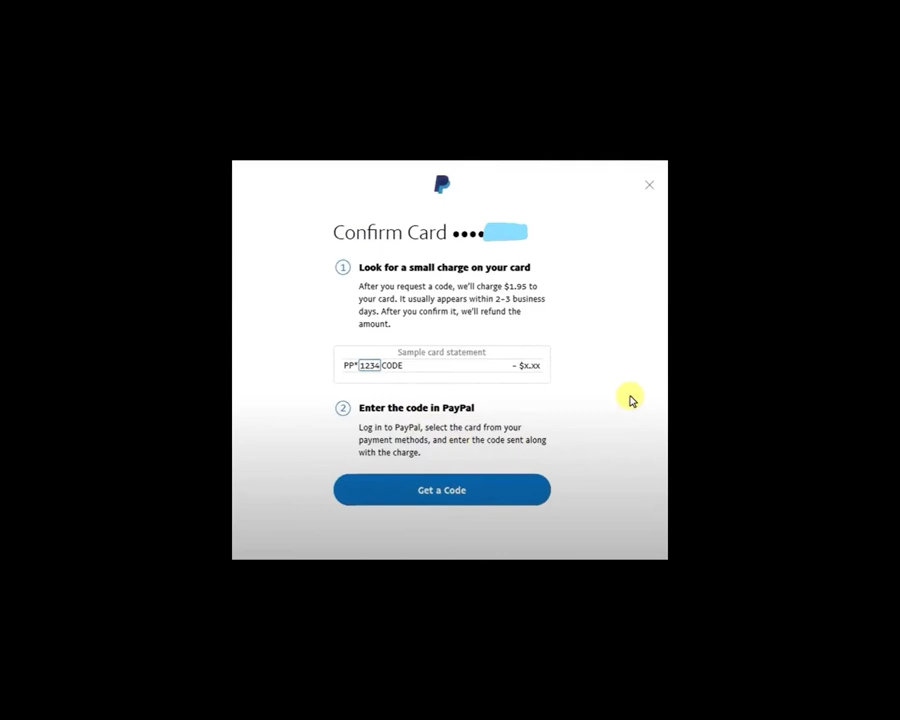 Confirm Card ••••
1 Look for a small charge on your card
After you request a code, we'll charge $1.95 to
your card. It usually appears within 2-3 business
days. After you confirm it, we'll refund the
amount.
Sample card statement
PP*1234CODE - $x.xx
2 Enter the code in PayPal
Log in to PayPal, select the card from your
payment methods, and enter the code sent along
with the charge.
Get a Code